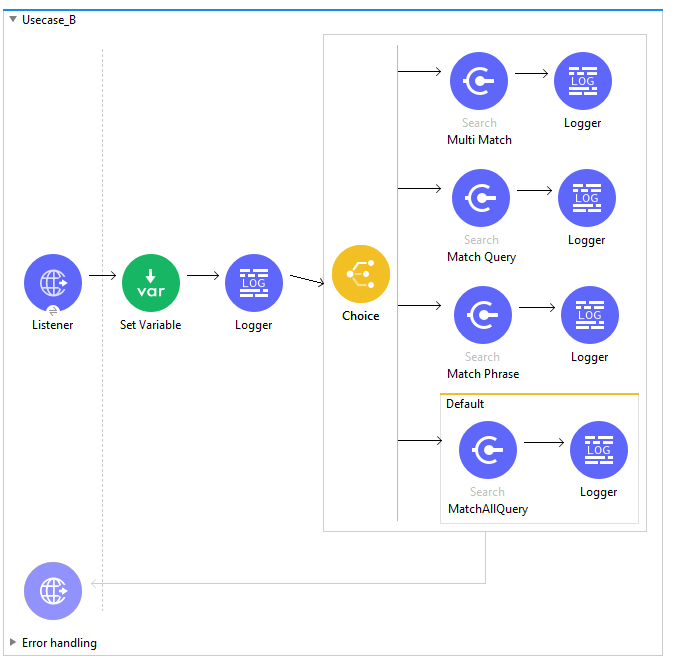 Usecase_B
Search
Multi Match
LOG
Logger
Search
Match Query
LOG
Logger
Listener
var
Set Variable
LOG
Logger
Choice
Search
Match Phrase
LOG
Logger
Default
Search
MatchAllQuery
LOG
Logger
Error handling